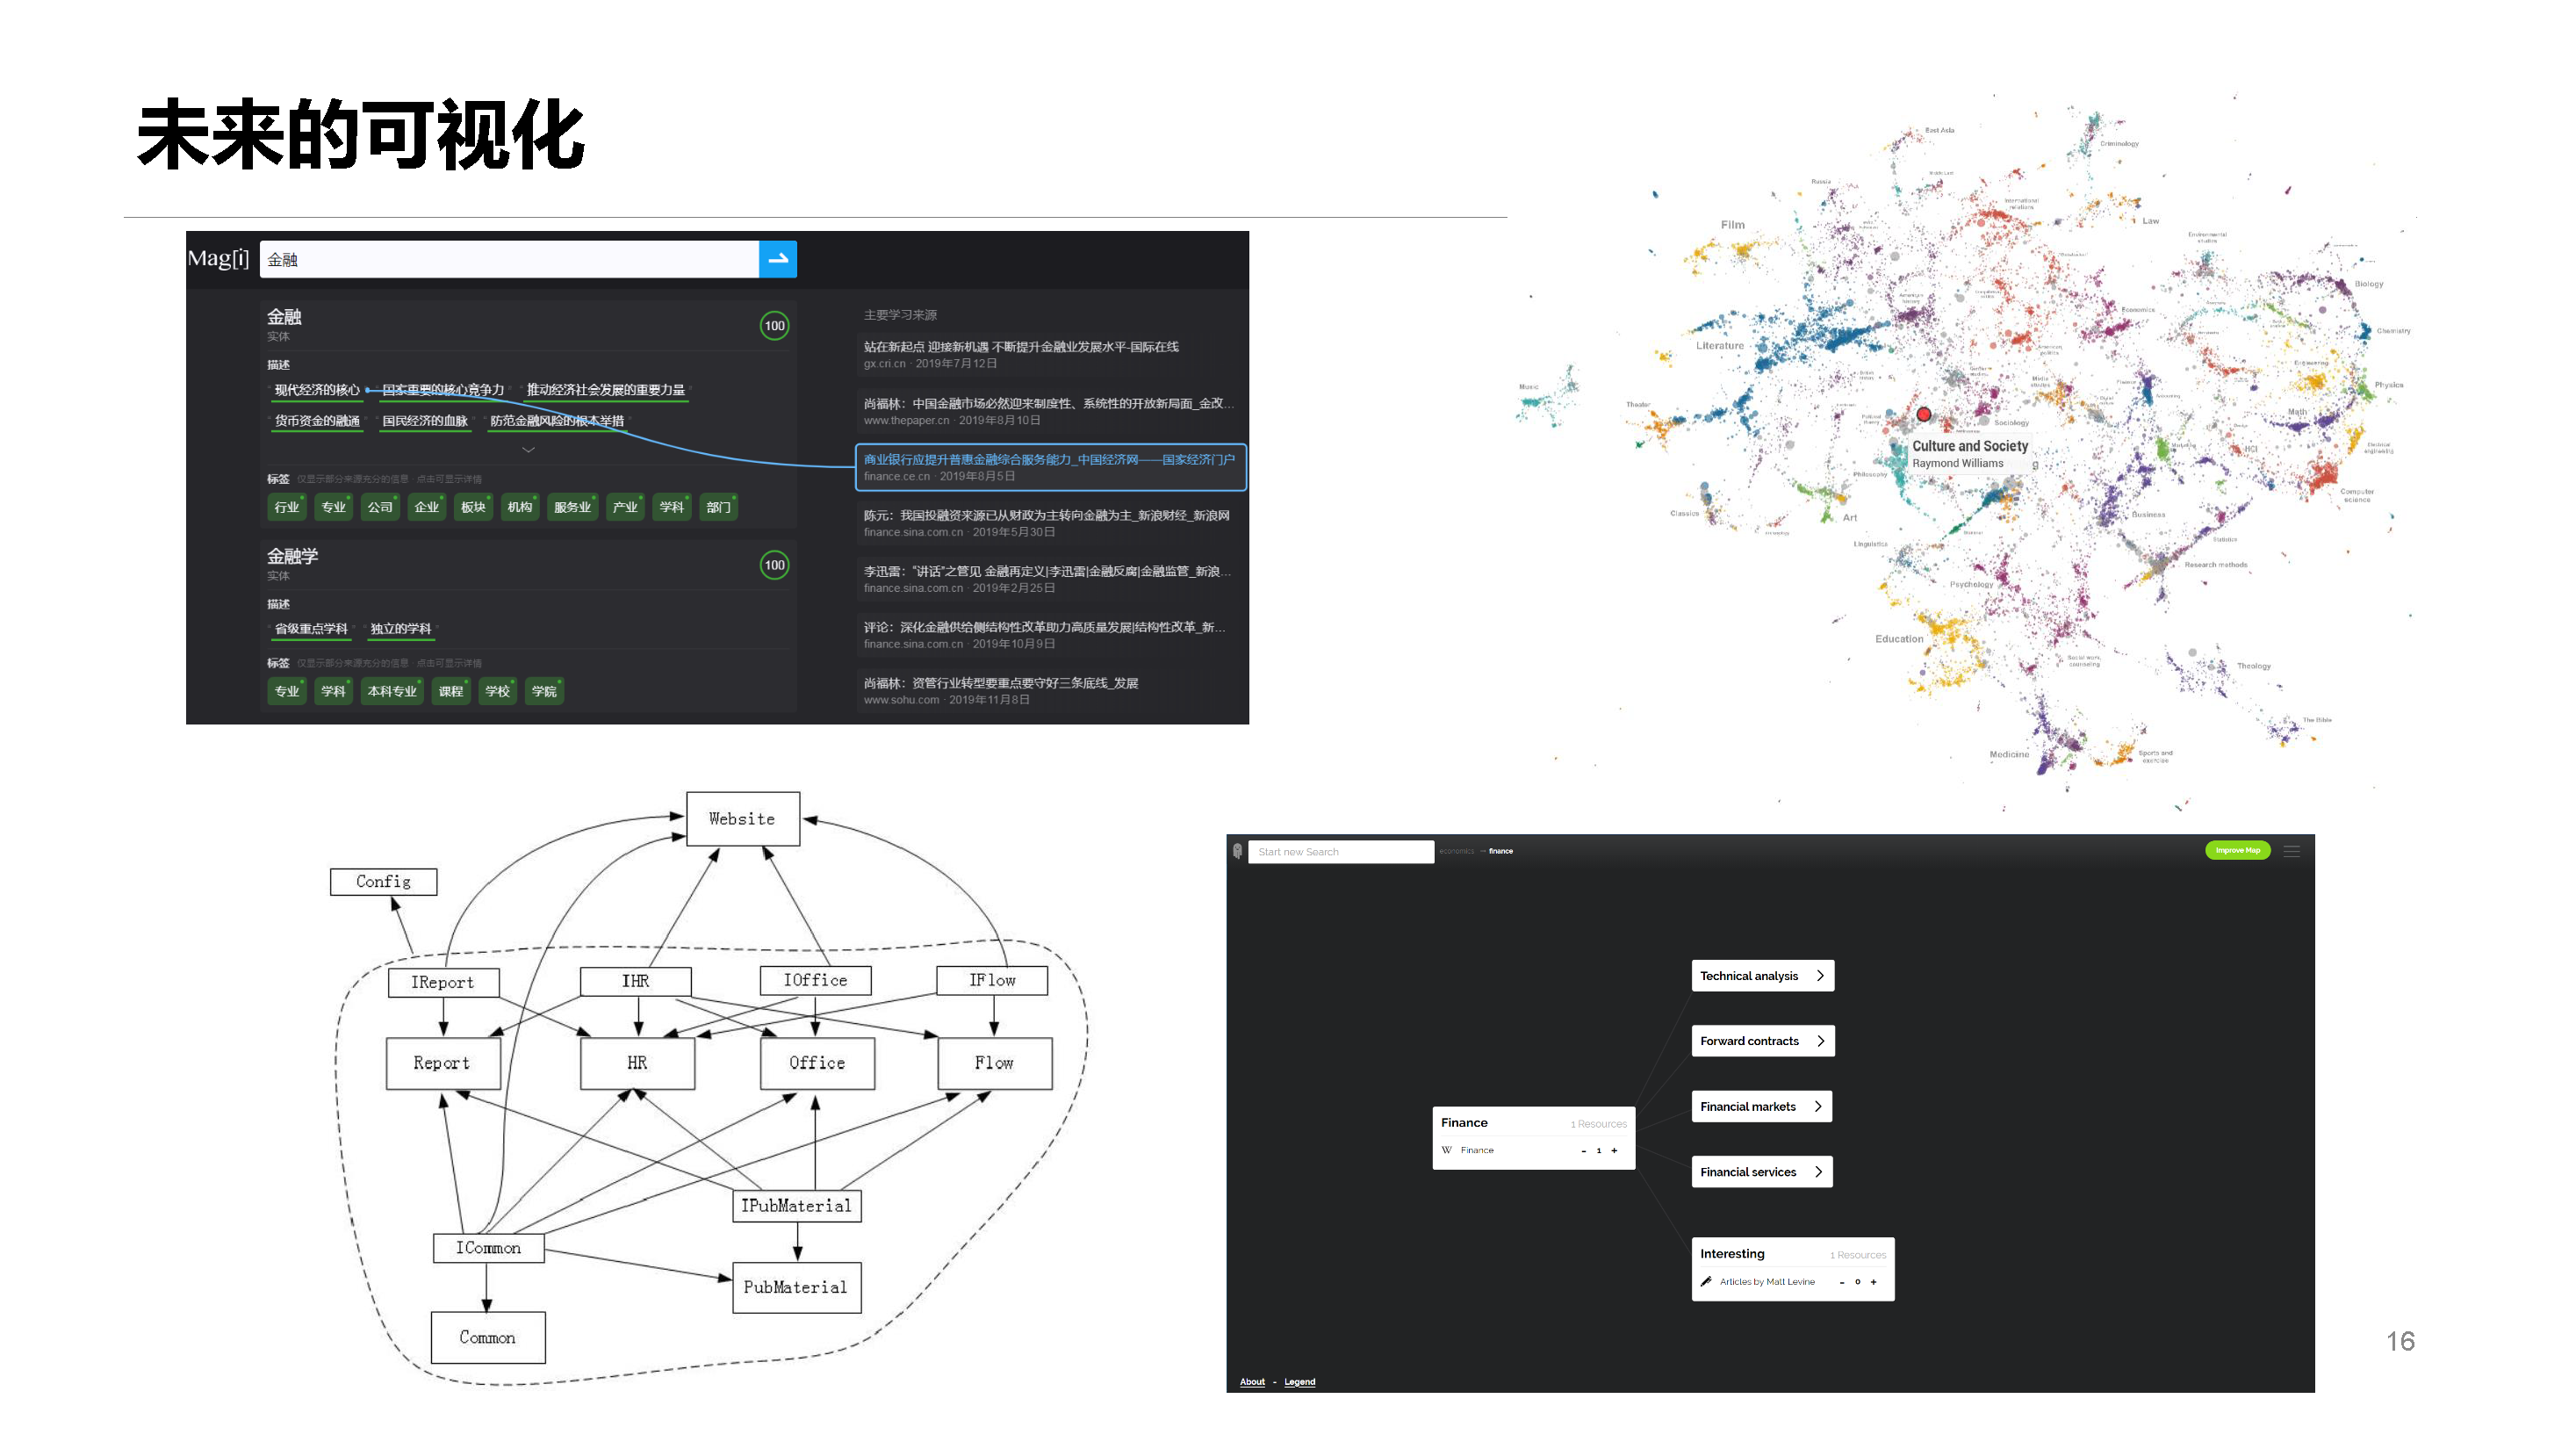 未来的可视化
Mag[i]
金融
金融
实体
100
描述
现代经济的核心 国家重要的核心竞争力 推动经济社会发展的重要力量
货币资金的融通 国民经济的血脉 防范金融风险的根本举措
标签 仅显示部分来源充分的信息 · 点击可显示详情
行业 专业 公司 企业 板块 机构 服务业 产业 学科 部门
金融学
实体
100
描述
省级重点学科 独立的学科
标签 仅显示部分来源充分的信息 · 点击可显示详情
专业 学科 本科专业 课程 学校 学院
主要学习来源
站在新起点 迎接新机遇 不断提升金融业发展水平-国际在线
gx.cri.cn · 2019年7月12日
尚福林：中国金融市场必然迎来制度性、系统性的开放新局面_金改...
www.thepaper.cn · 2019年8月10日
商业银行应提升普惠金融综合服务能力_中国经济网——国家经济门户
finance.ce.cn · 2019年8月5日
陈元：我国投融资来源已从财政为主转向金融为主_新浪财经_新浪网
finance.sina.com.cn · 2019年5月30日
李迅雷：“讲话”之管见 金融再定义|李迅雷|金融反腐|金融监管_新浪...
finance.sina.com.cn · 2019年2月25日
评论：深化金融供给侧结构性改革助力高质量发展|结构性改革_新...
finance.sina.com.cn · 2019年10月9日
尚福林：资管行业转型要重点要守好三条底线_发展
www.sohu.com · 2019年11月8日
East Asia
Criminology
Russia
Middle East
International relations
Film
Law
Environmental studies
Biology
Economics
Chemistry
Literature
Engineering
Physics
Music
Media studies
Theater
Math
Sociology
Culture and Society
Raymond Williams
HCI
Electrical engineering
Philosophy
Computer science
Classics
Art
Business
Linguistics
Statistics
Research methods
Psychology
Education
Social work, counseling
Theology
The Bible
Medicine
Sports and exercise
Website
Config
IReport
IHR
IOffice
IFlow
Report
HR
Office
Flow
IPubMaterial
ICommon
PubMaterial
Common
Start new Search
economics → finance
Improve Map
Technical analysis
Forward contracts
Financial markets
Financial services
Finance
1 Resources
W Finance
- 1 +
Interesting
1 Resources
Articles by Matt Levine
- 0 +
About - Legend
16